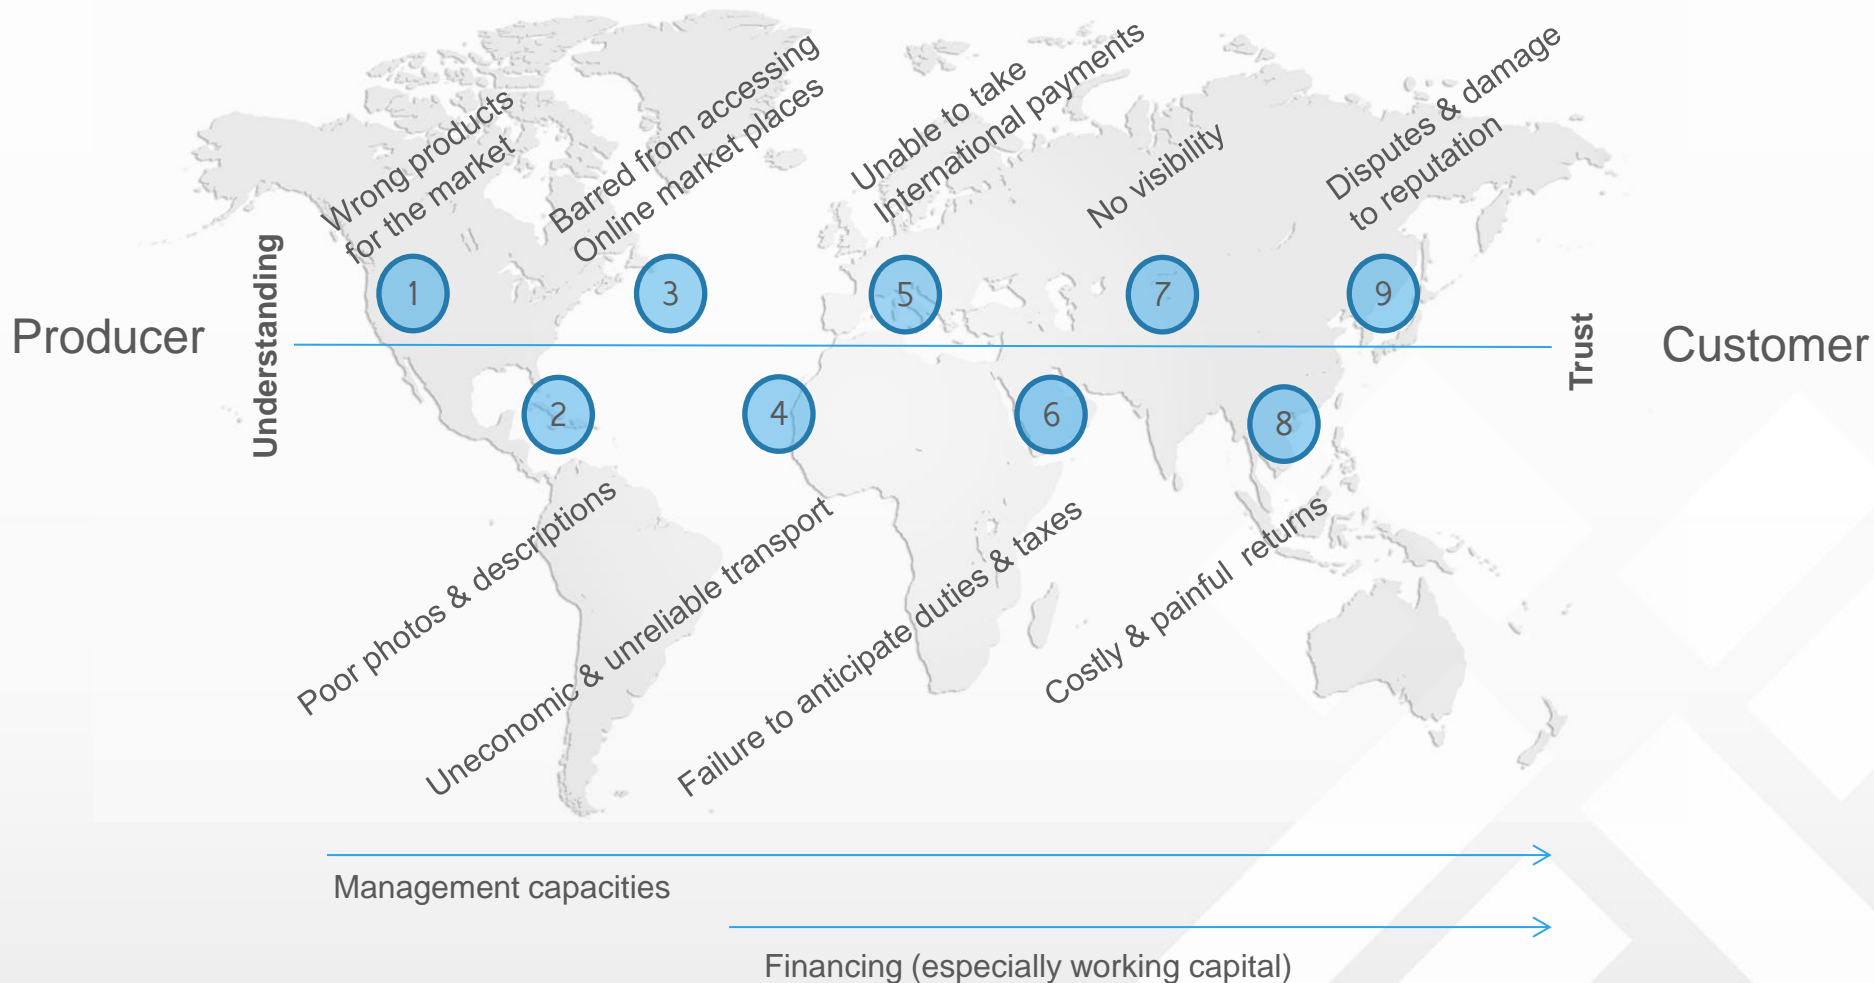 Wrong products
for the market
Barred from accessing
Online market places
Unable to take
International payments
No visibility
Disputes & damage
to reputation
1
3
5
7
9
Producer
Understanding
Trust
Customer
2
4
6
8
Poor photos & descriptions
Uneconomic & unreliable transport
Failure to anticipate duties & taxes
Costly & painful returns
Management capacities
Financing (especially working capital)